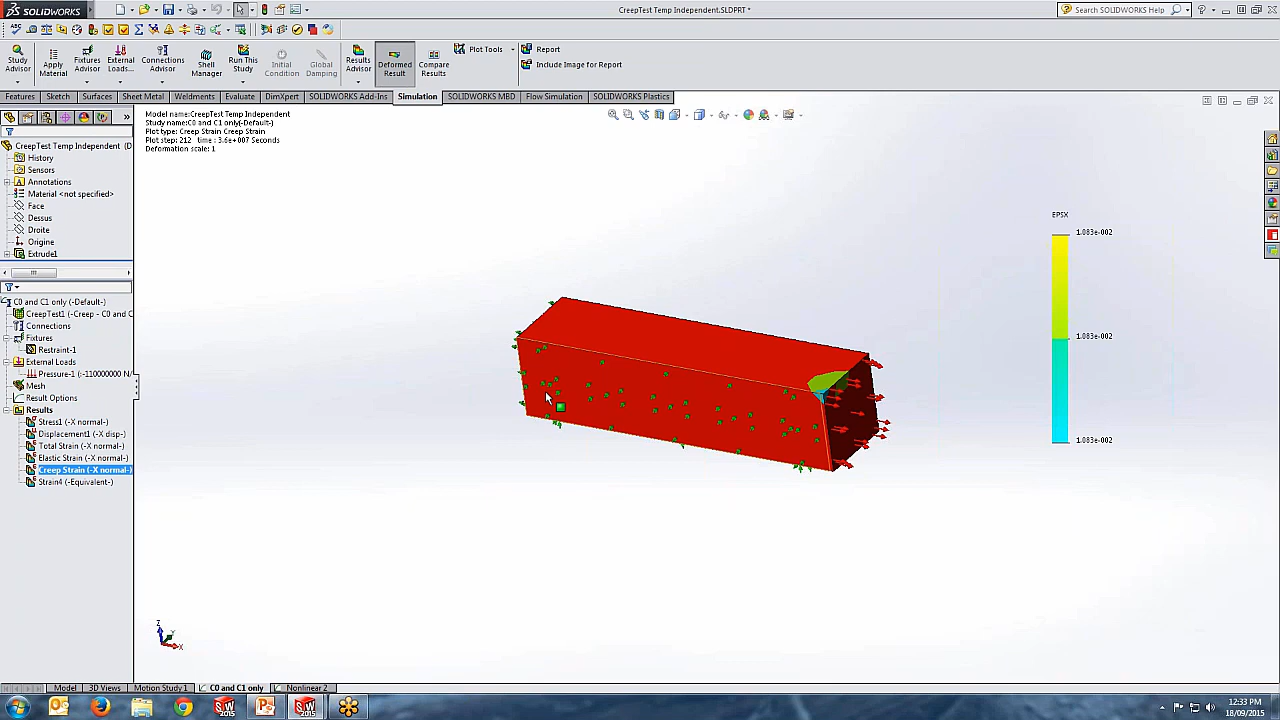 SOLIDWORKS
CreepTest Temp Independent.SLDPRT *
Search SOLIDWORKS Help
Study Advisor
Apply Material
Fixtures Advisor
External Loads...
Connections Advisor
Shell Manager
Run This Study
Initial Condition
Global Damping
Results Advisor
Deformed Result
Compare Results
Plot Tools
Report
Include Image for Report
Features
Sketch
Surfaces
Sheet Metal
Weldments
Evaluate
DimXpert
SOLIDWORKS Add-Ins
Simulation
SOLIDWORKS MBD
Flow Simulation
SOLIDWORKS Plastics
CreepTest Temp Independent (D
History
Sensors
Annotations
Material <not specified>
Face
Dessus
Droite
Origine
Extrude1
C0 and C1 only (-Default-)
CreepTest1 (-Creep - C0 and C
Connections
Fixtures
Restraint-1
External Loads
Pressure-1 (:-110000000 N/
Mesh
Result Options
Results
Stress1 (-X normal-)
Displacement1 (-X disp-)
Total Strain (-X normal-)
Elastic Strain (-X normal-)
Creep Strain (-X normal-)
Strain4 (-Equivalent-)
Model name:CreepTest Temp Independent
Study name:C0 and C1 only(-Default-)
Plot type: Creep Strain Creep Strain
Plot step: 212 time : 3.6e+007 Seconds
Deformation scale: 1
EPSX
1.083e-002
1.083e-002
1.083e-002
Z
Y
X
Model
3D Views
Motion Study 1
C0 and C1 only
Nonlinear 2
12:33 PM
18/09/2015